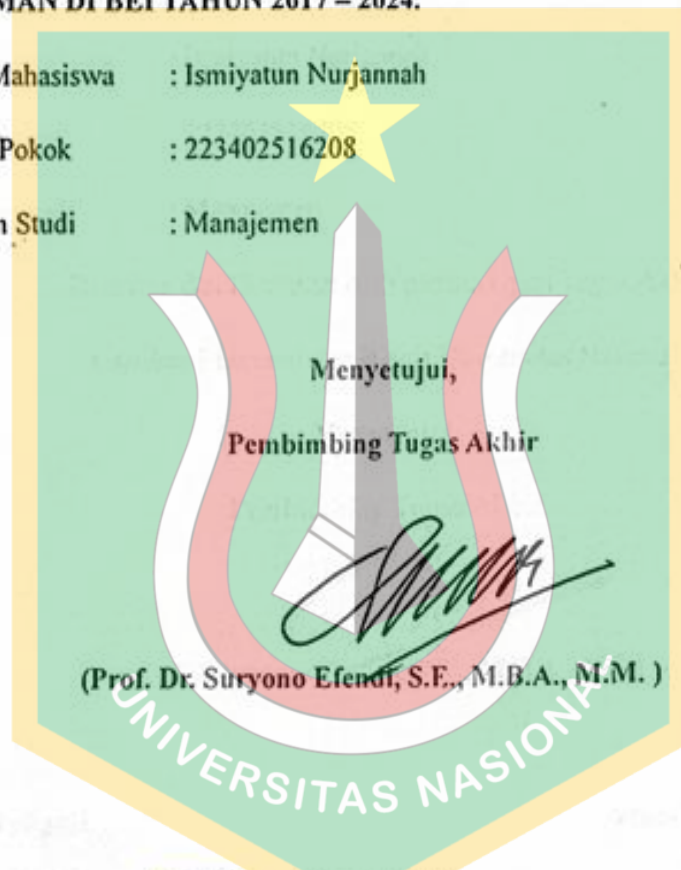 MAN DI BEI TAHUN 2017 – 2024.
Mahasiswa : Ismiyatun Nurjannah
Pokok : 223402516208
n Studi : Manajemen
Menyetujui,
Pembimbing Tugas Akhir
(Prof. Dr. Suryono Efendi, S.E., M.B.A., M.M. )
UNIVERSITAS NASIONAL